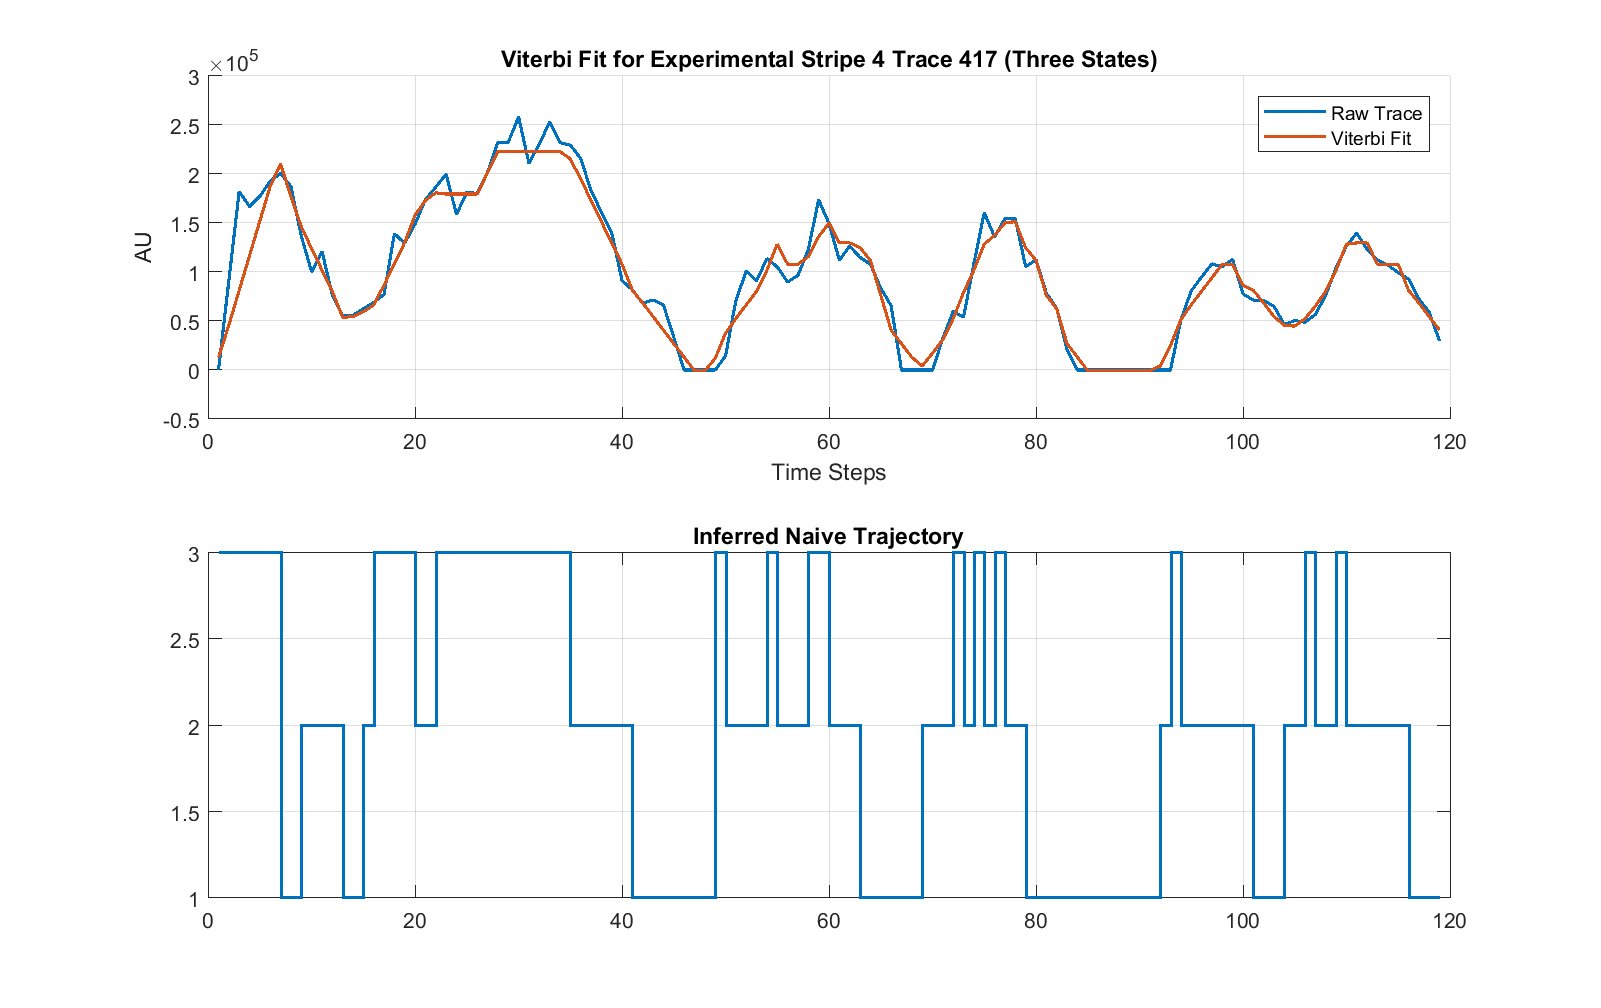 Viterbi Fit for Experimental Stripe 4 Trace 417 (Three States)
×10^5
3
2.5
2
1.5
1
0.5
0
-0.5
AU
Raw Trace
Viterbi Fit
0 20 40 60 80 100 120
Time Steps
Inferred Naive Trajectory
3
2.5
2
1.5
1
0 20 40 60 80 100 120